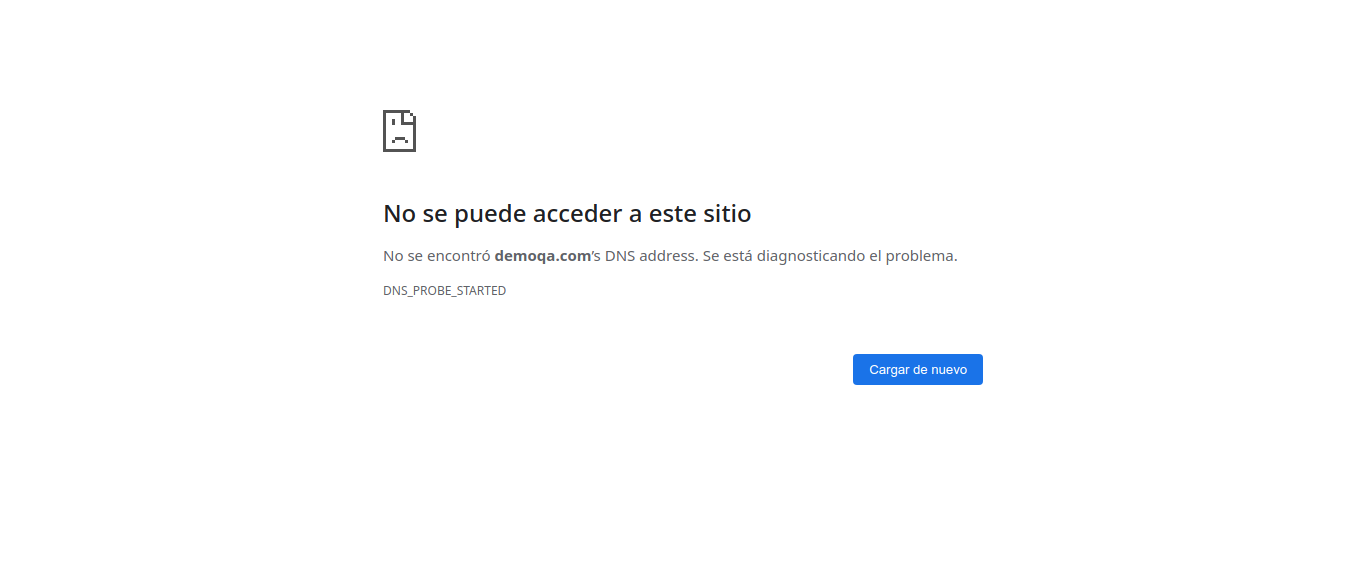 No se puede acceder a este sitio
No se encontró demoqa.com's DNS address. Se está diagnosticando el problema.
DNS_PROBE_STARTED
Cargar de nuevo